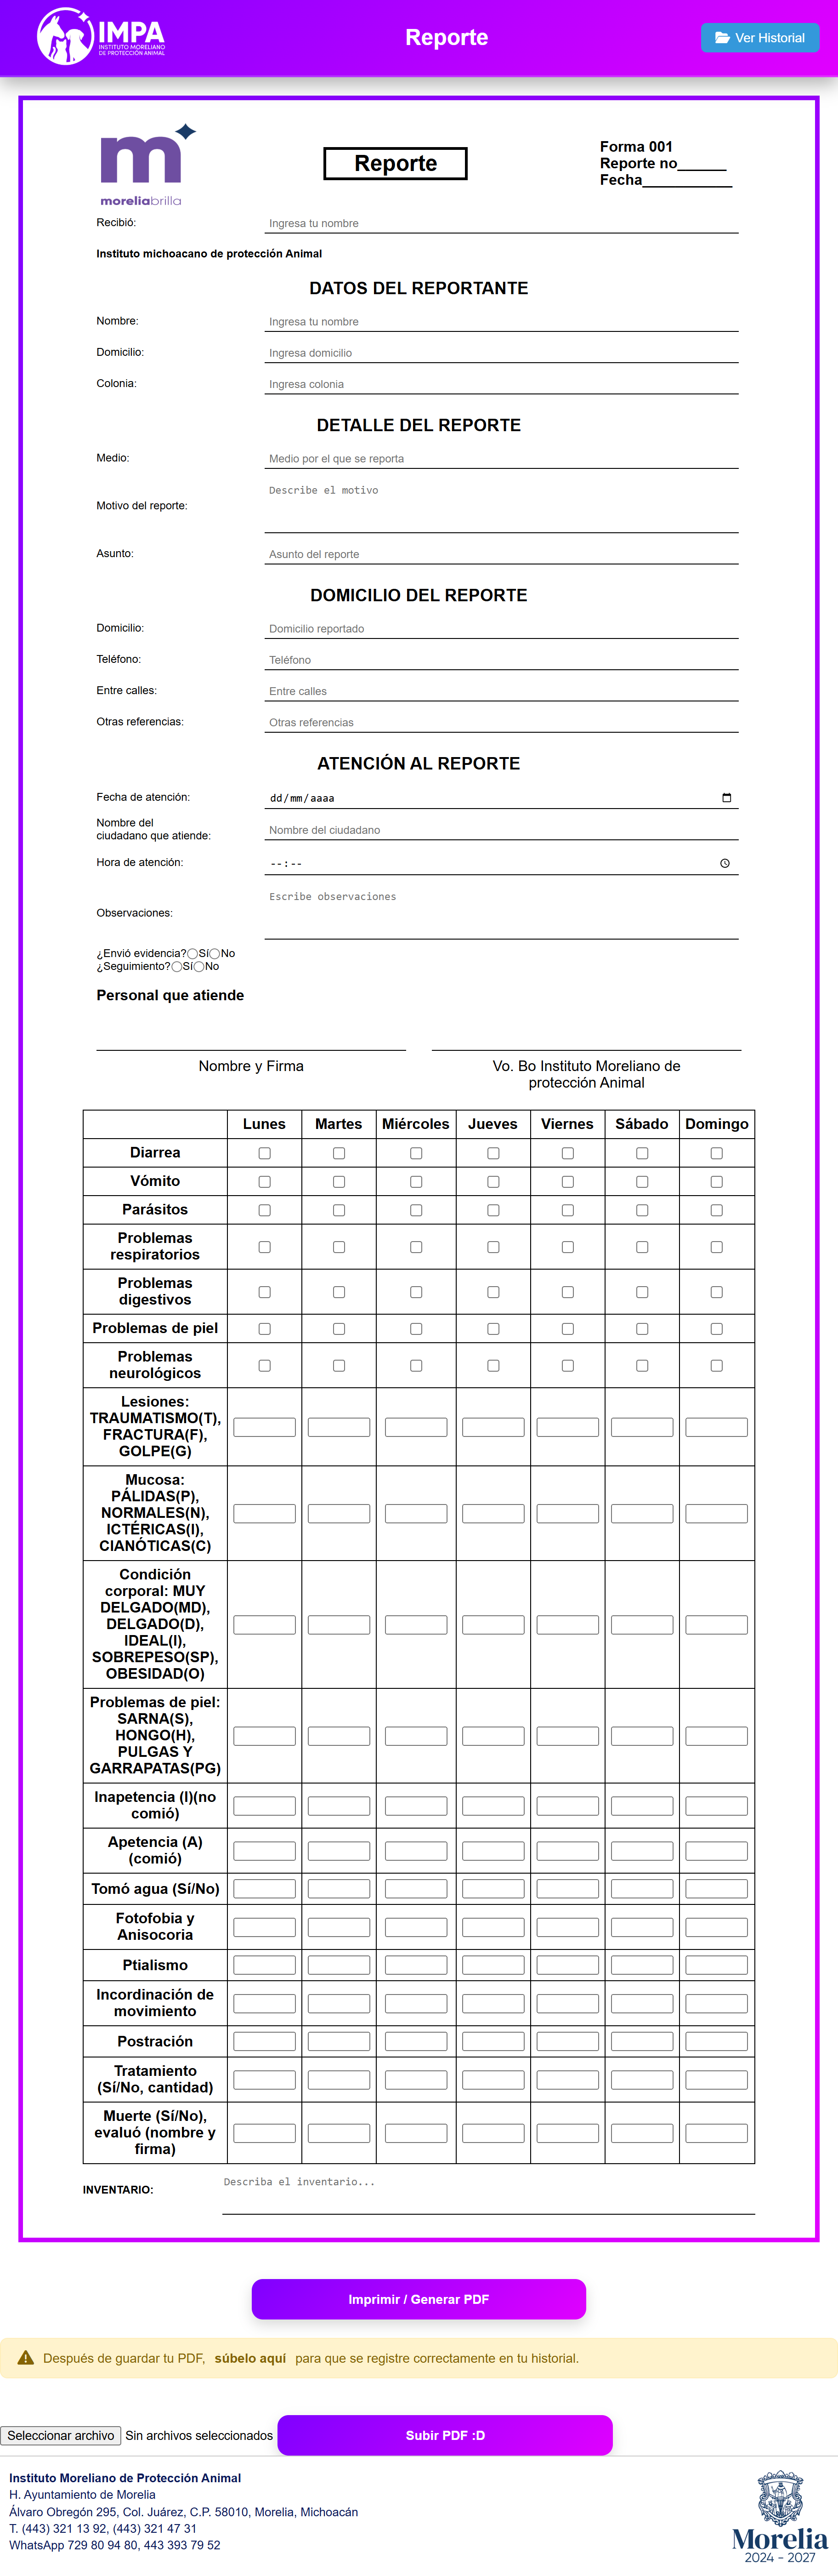 IMPA
INSTITUTO MORELIANO
DE PROTECCIÓN ANIMAL
Reporte
Ver Historial
m
moreliabrilla
Reporte
Forma 001
Reporte no______
Fecha___________
Recibió:
Ingresa tu nombre
Instituto michoacano de protección Animal
DATOS DEL REPORTANTE
Nombre:
Ingresa tu nombre
Domicilio:
Ingresa domicilio
Colonia:
Ingresa colonia
DETALLE DEL REPORTE
Medio:
Medio por el que se reporta
Motivo del reporte:
Describe el motivo
Asunto:
Asunto del reporte
DOMICILIO DEL REPORTE
Domicilio:
Domicilio reportado
Teléfono:
Teléfono
Entre calles:
Entre calles
Otras referencias:
Otras referencias
ATENCIÓN AL REPORTE
Fecha de atención:
dd/mm/aaaa
Nombre del
ciudadano que atiende:
Nombre del ciudadano
Hora de atención:
--:--
Observaciones:
Escribe observaciones
¿Envió evidencia? Sí No
¿Seguimiento? Sí No
Personal que atiende
Nombre y Firma
Vo. Bo Instituto Moreliano de
protección Animal
Lunes Martes Miércoles Jueves Viernes Sábado Domingo
Diarrea
Vómito
Parásitos
Problemas
respiratorios
Problemas
digestivos
Problemas de piel
Problemas
neurológicos
Lesiones:
TRAUMATISMO(T),
FRACTURA(F),
GOLPE(G)
Mucosa:
PÁLIDAS(P),
NORMALES(N),
ICTÉRICAS(I),
CIANÓTICAS(C)
Condición
corporal: MUY
DELGADO(MD),
DELGADO(D),
IDEAL(I),
SOBREPESO(SP),
OBESIDAD(O)
Problemas de piel:
SARNA(S),
HONGO(H),
PULGAS Y
GARRAPATAS(PG)
Inapetencia (I)(no
comió)
Apetencia (A)
(comió)
Tomó agua (Sí/No)
Fotofobia y
Anisocoria
Ptialismo
Incordinación de
movimiento
Postración
Tratamiento
(Sí/No, cantidad)
Muerte (Sí/No),
evaluó (nombre y
firma)
INVENTARIO:
Describa el inventario...
Imprimir / Generar PDF
Después de guardar tu PDF, súbelo aquí para que se registre correctamente en tu historial.
Seleccionar archivo Sin archivos seleccionados
Subir PDF :D
Instituto Moreliano de Protección Animal
H. Ayuntamiento de Morelia
Álvaro Obregón 295, Col. Juárez, C.P. 58010, Morelia, Michoacán
T. (443) 321 13 92, (443) 321 47 31
WhatsApp 729 80 94 80, 443 393 79 52
Morelia
2024 - 2027